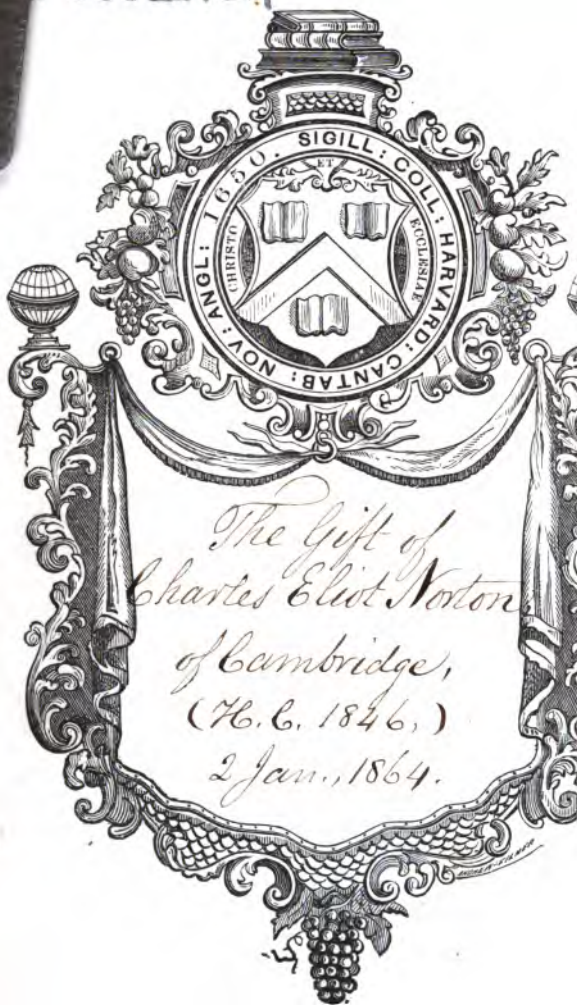 SIGILL: COLL: HARVARD: CANTAB: NOV: ANGL: 1650.
ET
CHRISTO
ECCLESIAE
The Gift of
Charles Eliot Norton,
of Cambridge,
(H.C. 1846,)
2 Jan., 1864.